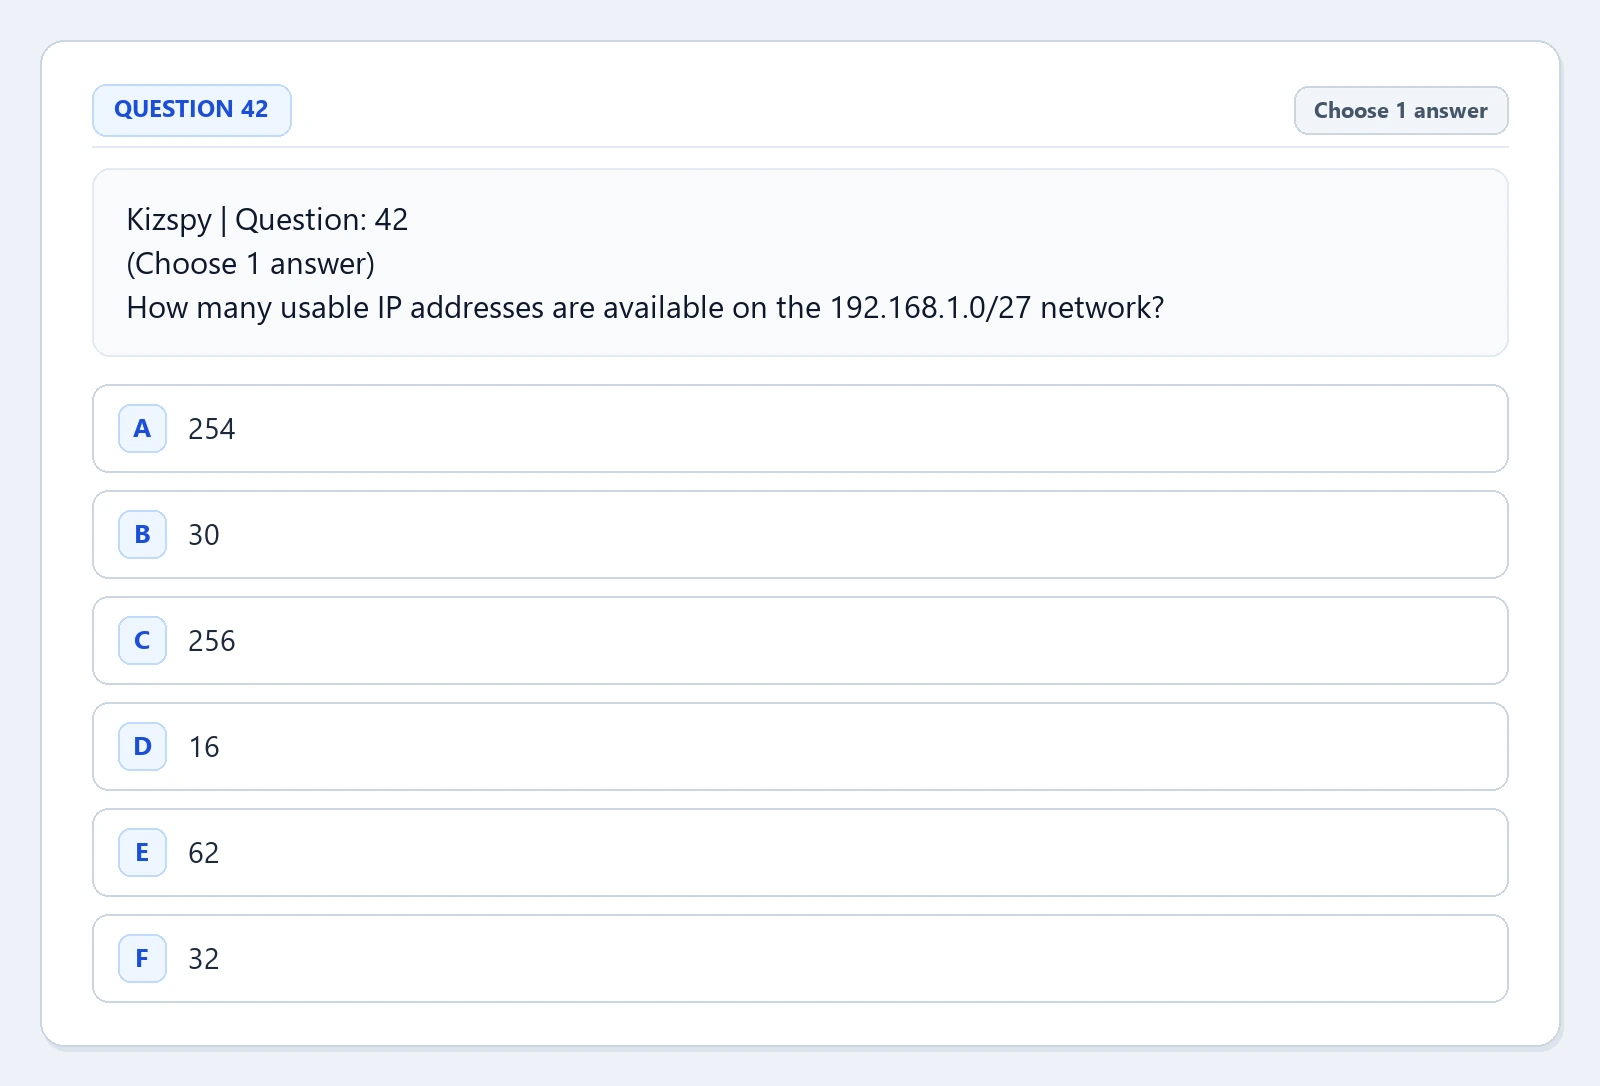 QUESTION 42
Choose 1 answer
Kizspy | Question: 42
(Choose 1 answer)
How many usable IP addresses are available on the 192.168.1.0/27 network?
A 254
B 30
C 256
D 16
E 62
F 32